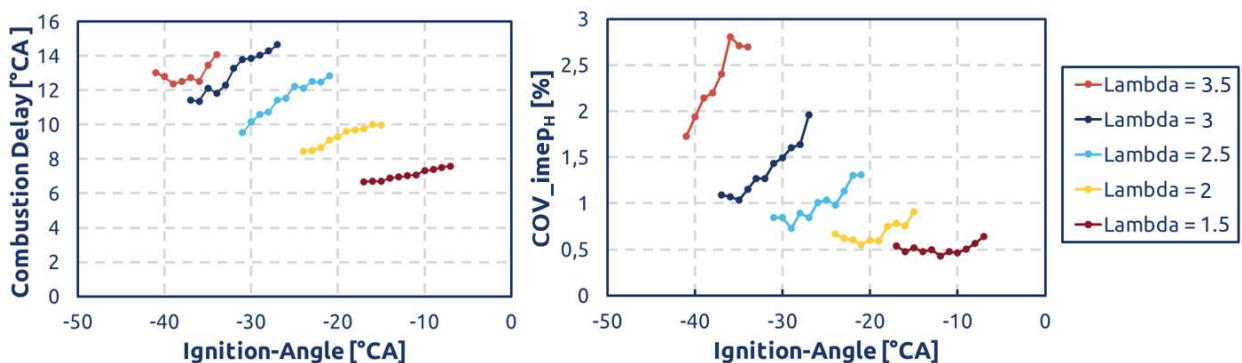 Combustion Delay [°CA]
16
14
12
10
8
6
4
2
0
-50 -40 -30 -20 -10 0
Ignition-Angle [°CA]
COV_imepH [%]
3
2,5
2
1,5
1
0,5
0
-50 -40 -30 -20 -10 0
Ignition-Angle [°CA]
Lambda = 3.5
Lambda = 3
Lambda = 2.5
Lambda = 2
Lambda = 1.5